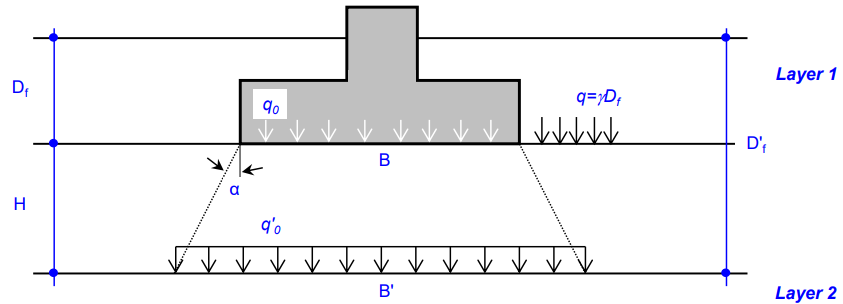 Layer 1
D_f
q_0
q=γD_f
B
D'_f
α
H
q'_0
B'
Layer 2